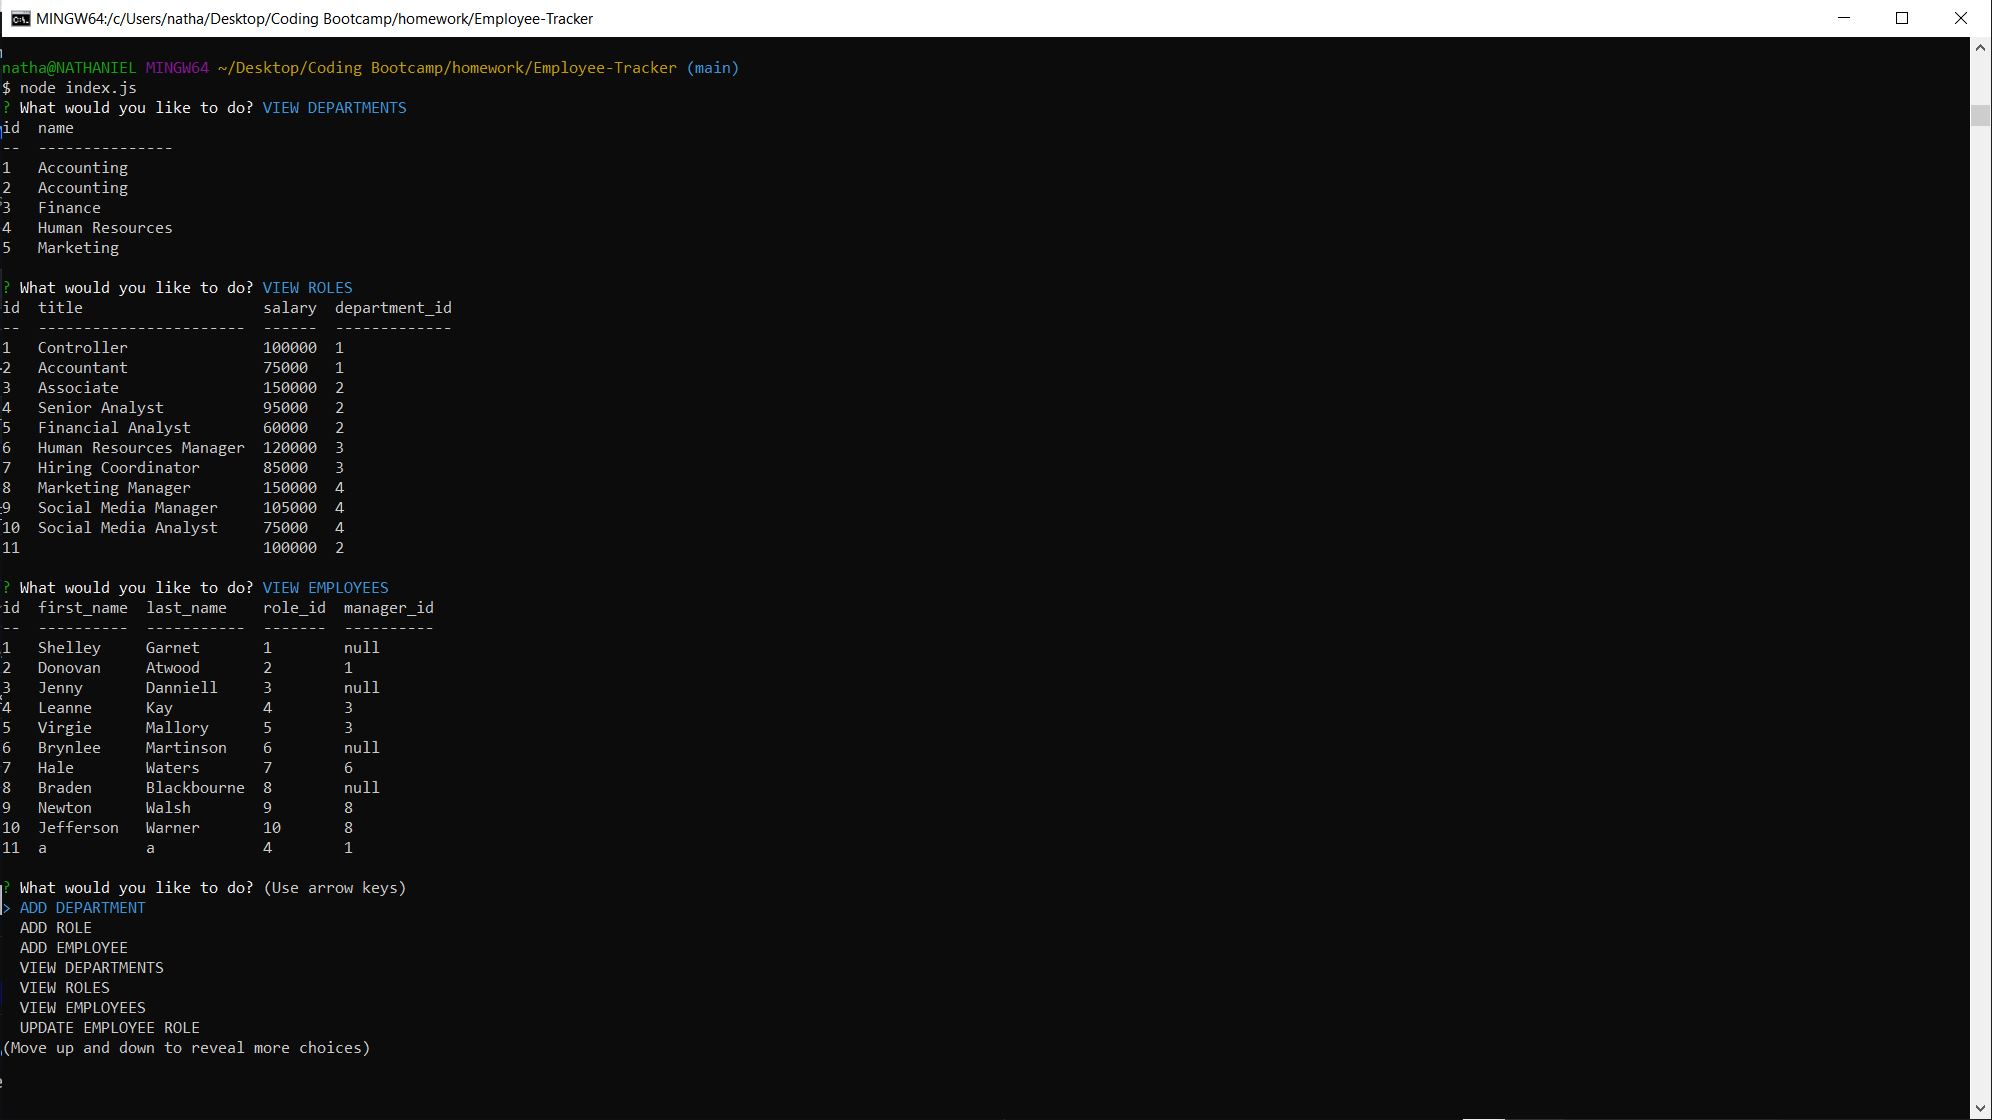 MINGW64:/c/Users/natha/Desktop/Coding Bootcamp/homework/Employee-Tracker
natha@NATHANIEL MINGW64 ~/Desktop/Coding Bootcamp/homework/Employee-Tracker (main)
$ node index.js
? What would you like to do? VIEW DEPARTMENTS
id  name
--  ---------------
1   Accounting
2   Accounting
3   Finance
4   Human Resources
5   Marketing
? What would you like to do? VIEW ROLES
id  title                    salary  department_id
--  -----------------------  ------  -------------
1   Controller               100000  1
2   Accountant               75000   1
3   Associate                150000  2
4   Senior Analyst           95000   2
5   Financial Analyst        60000   2
6   Human Resources Manager  120000  3
7   Hiring Coordinator       85000   3
8   Marketing Manager        150000  4
9   Social Media Manager     105000  4
10  Social Media Analyst     75000   4
11                           100000  2
? What would you like to do? VIEW EMPLOYEES
id  first_name  last_name    role_id  manager_id
--  ----------  -----------  -------  ----------
1   Shelley     Garnet       1        null
2   Donovan     Atwood       2        1
3   Jenny       Danniell     3        null
4   Leanne      Kay          4        3
5   Virgie      Mallory      5        3
6   Brynlee     Martinson    6        null
7   Hale        Waters       7        6
8   Braden      Blackbourne  8        null
9   Newton      Walsh        9        8
10  Jefferson   Warner       10       8
11  a           a            4        1
? What would you like to do? (Use arrow keys)
> ADD DEPARTMENT
  ADD ROLE
  ADD EMPLOYEE
  VIEW DEPARTMENTS
  VIEW ROLES
  VIEW EMPLOYEES
  UPDATE EMPLOYEE ROLE
(Move up and down to reveal more choices)